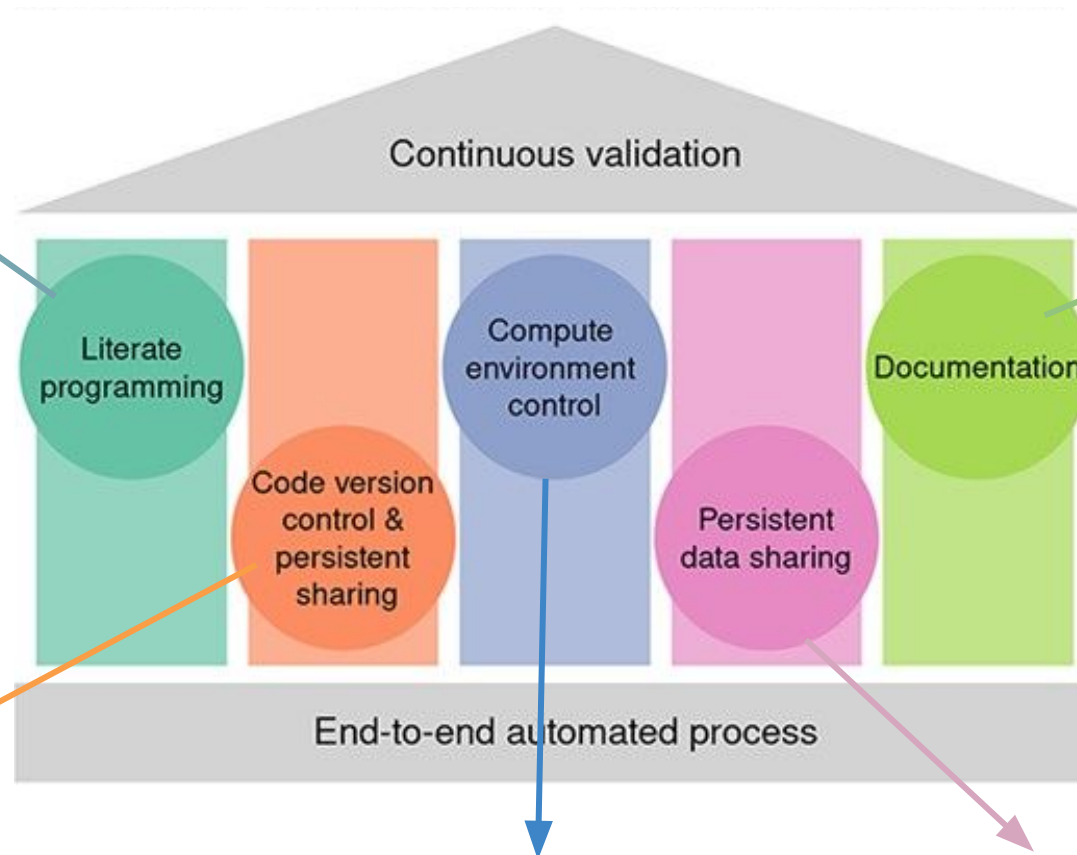 Continuous validation
Literate
programming
Code version
control &
persistent
sharing
Compute
environment
control
Persistent
data sharing
Documentation
End-to-end automated process